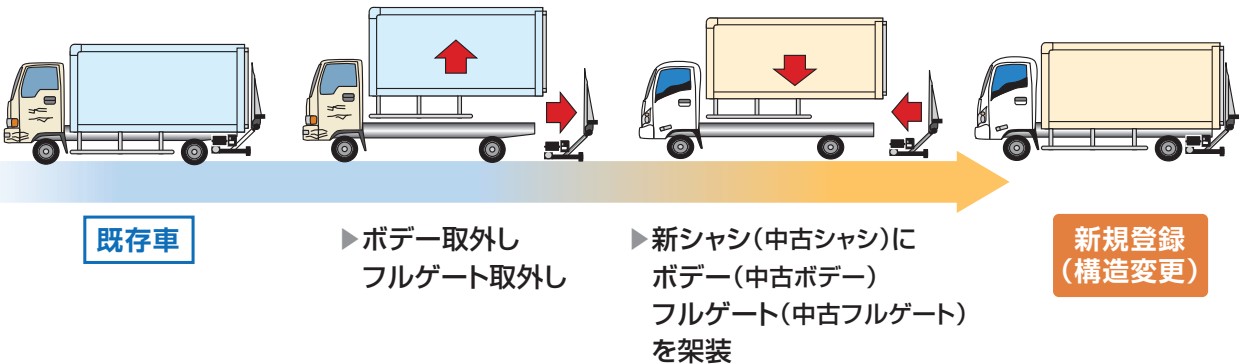 既存車
▶ボデー取外し
フルゲート取外し
▶新シャシ(中古シャシ)に
ボデー(中古ボデー)
フルゲート(中古フルゲート)
を架装
新規登録
(構造変更)